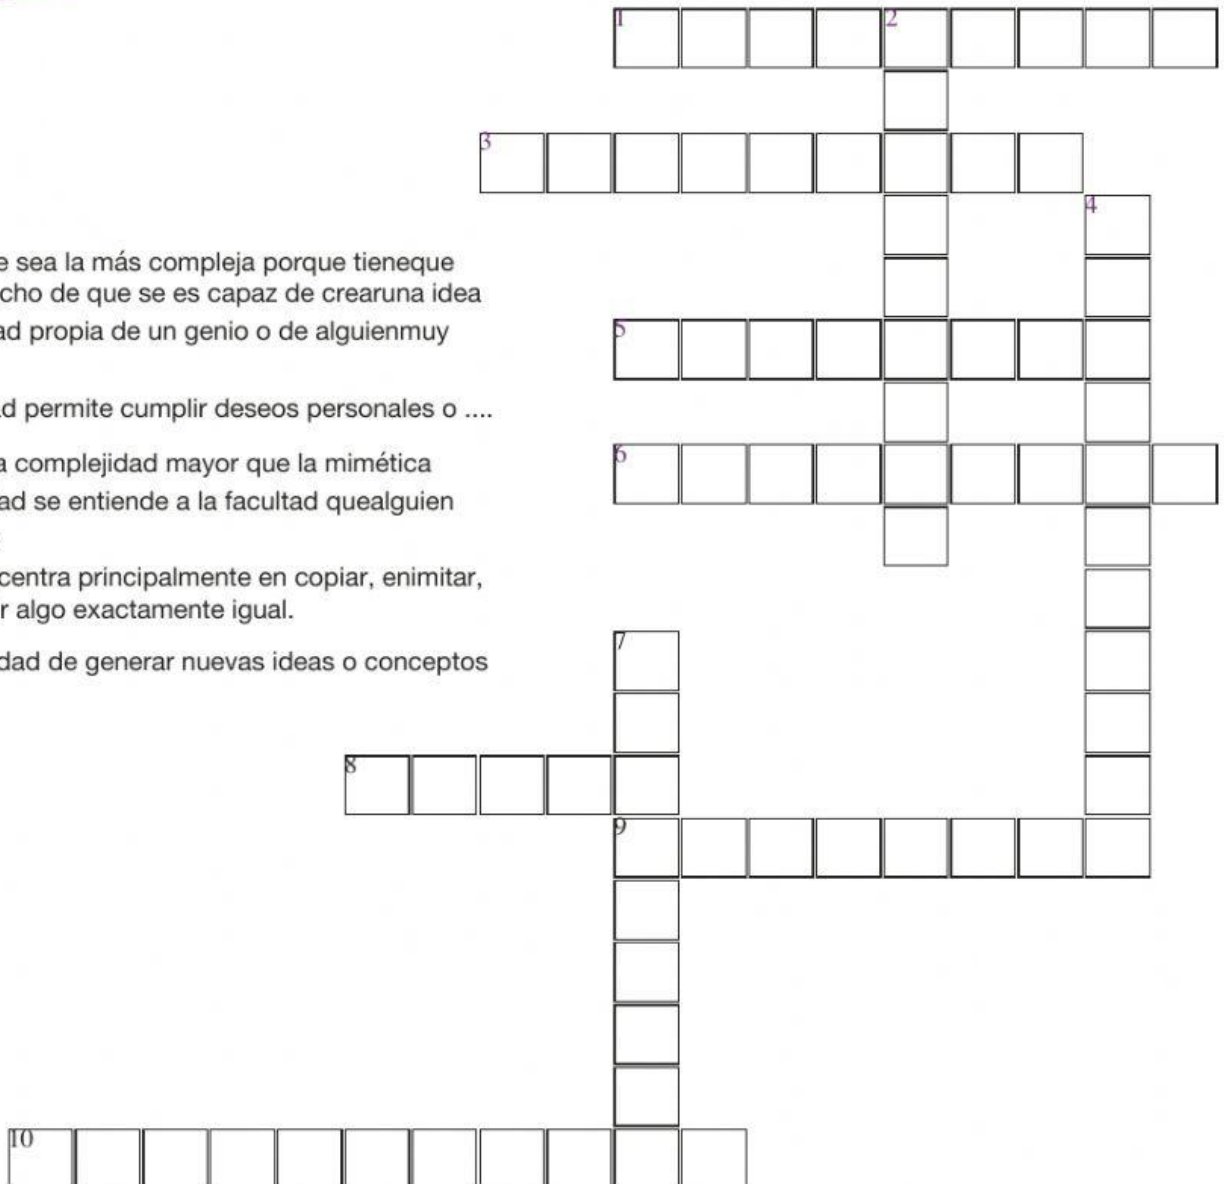 1
2
3
4
e sea la más compleja porque tieneque
cho de que se es capaz de crearuna idea
ad propia de un genio o de alguienmuy
5
d permite cumplir deseos personales o ....
6
a complejidad mayor que la mimética
ad se entiende a la facultad quealguien
centra principalmente en copiar, enimitar,
r algo exactamente igual.
7
dad de generar nuevas ideas o conceptos
8
9
10